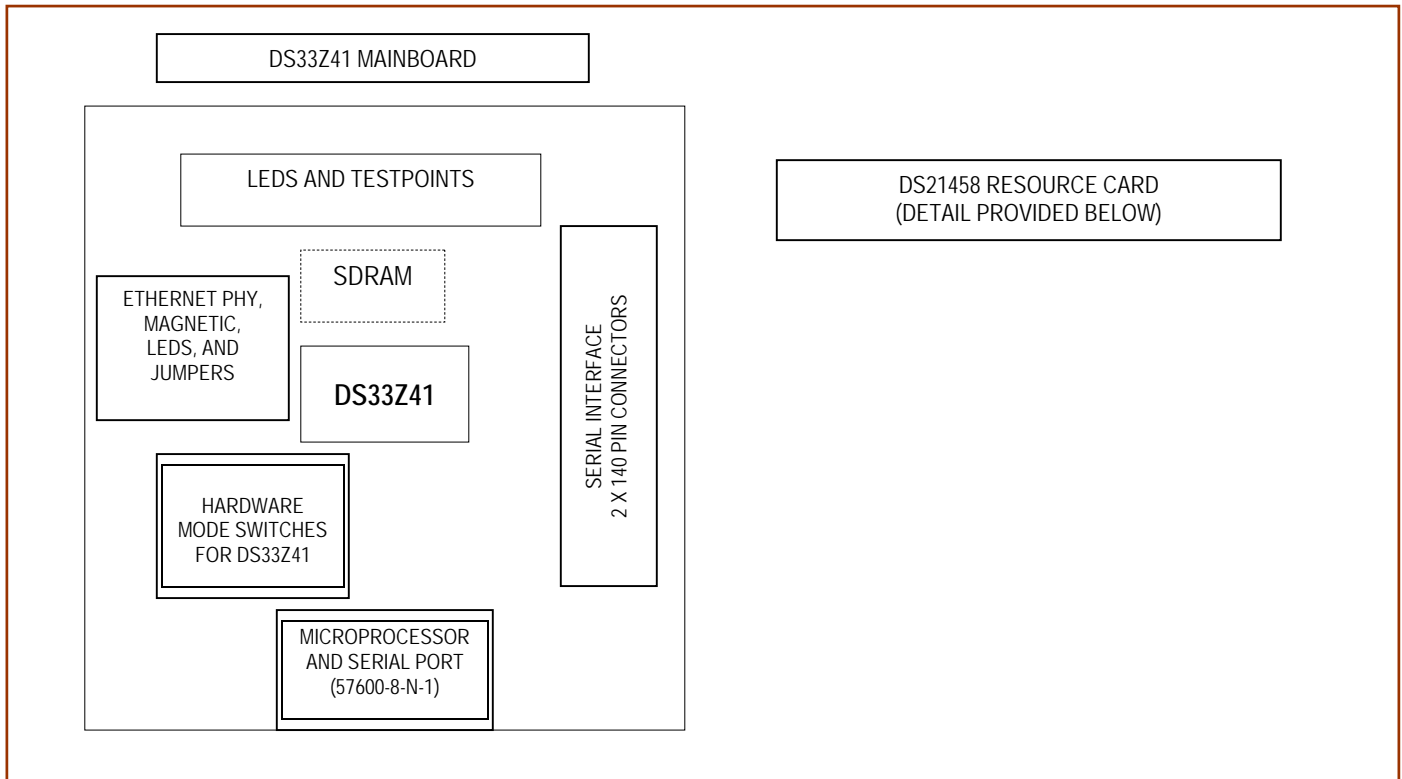 DS33Z41 MAINBOARD
LEDS AND TESTPOINTS
DS21458 RESOURCE CARD
(DETAIL PROVIDED BELOW)
SDRAM
ETHERNET PHY,
MAGNETIC,
LEDS, AND
JUMPERS
DS33Z41
SERIAL INTERFACE
2 X 140 PIN CONNECTORS
HARDWARE
MODE SWITCHES
FOR DS33Z41
MICROPROCESSOR
AND SERIAL PORT
(57600-8-N-1)